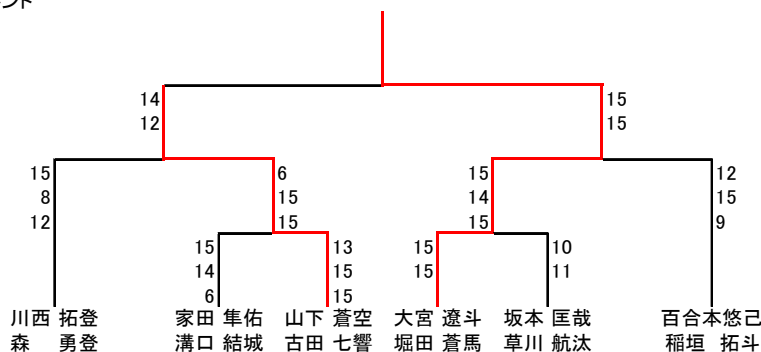 ント
14 15
12 15
15 6 15 12
8 15 14 15
12 15 15 9
15 13 15 10
14 15 15 11
6 15
川西 拓登 家田 隼佑 山下 蒼空 大宮 遼斗 坂本 匡哉 百合本悠己
森 勇登 溝口 結城 古田 七響 堀田 蒼馬 草川 航汰 稲垣 拓斗